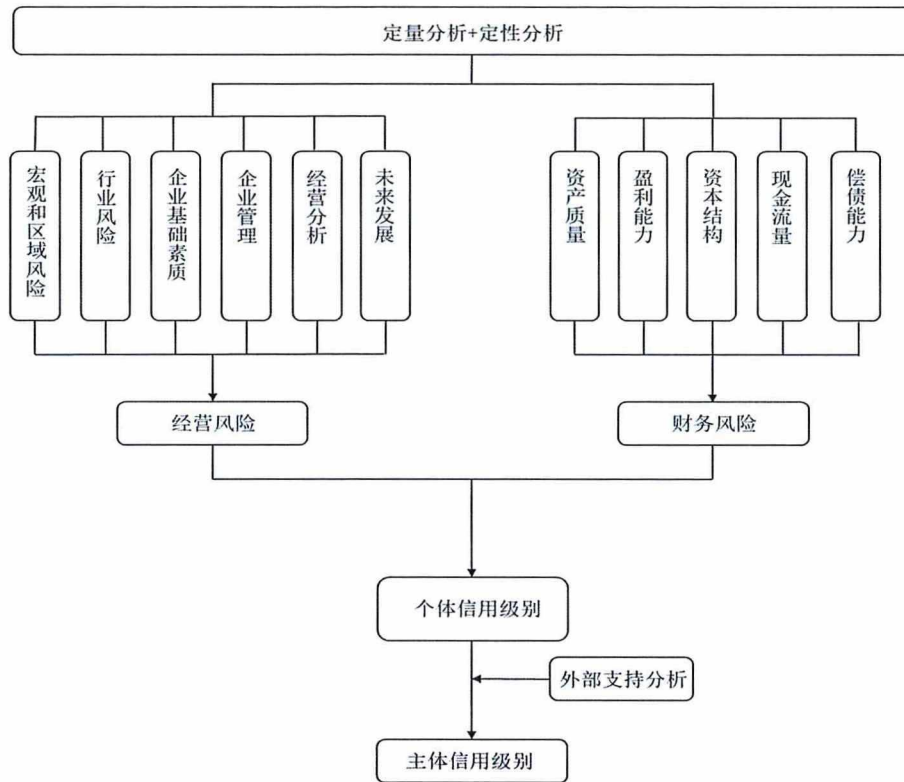 定量分析+定性分析
宏观和区域风险
行业风险
企业基础素质
企业管理
经营分析
未来发展
资产质量
盈利能力
资本结构
现金流量
偿债能力
经营风险
财务风险
个体信用级别
外部支持分析
主体信用级别